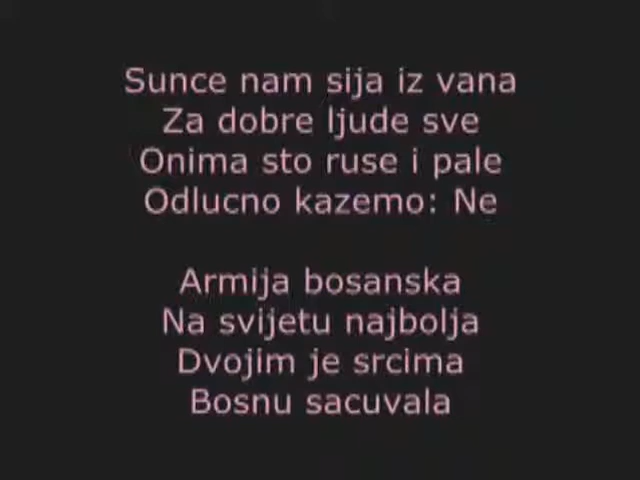 Sunce nam sija iz vana
Za dobre ljude sve
Onima sto ruse i pale
Odlucno kazemo: Ne
Armija bosanska
Na svijetu najbolja
Dvojim je srcima
Bosnu sacuvala